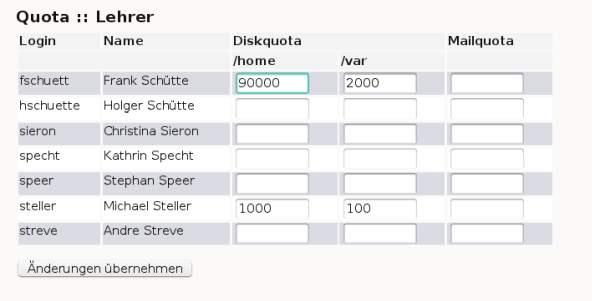 Quota :: Lehrer
Login Name Diskquota Mailquota
/home /var
fschuett Frank Schütte 90000 2000
hschuette Holger Schütte
sieron Christina Sieron
specht Kathrin Specht
speer Stephan Speer
steller Michael Steller 1000 100
streve Andre Streve
Änderungen übernehmen